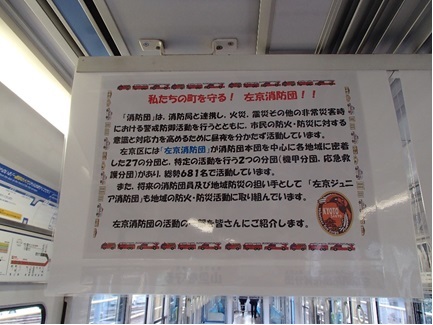 私たちの町を守る! 左京消防団!!
「消防団」は、消防局と連携し、火災、震災その他の非常災害時
における警戒防御活動を行うとともに、市民の防火・防災に対する
意識と対応力を高めるために昼夜を分かたず活動しています。
左京区には「左京消防団」が消防団本団を中心に各地域に密着
した27の分団と、特定の活動を行う2つの分団(機甲分団、応急救
護分団)があり、総勢681名で活動しています。
また、将来の消防団員及び地域防災の担い手として「左京ジュニ
ア消防団」も地域の防火・防災活動に取り組んでいます。
左京消防団の活動の を皆さんにご紹介します。
KYOTO